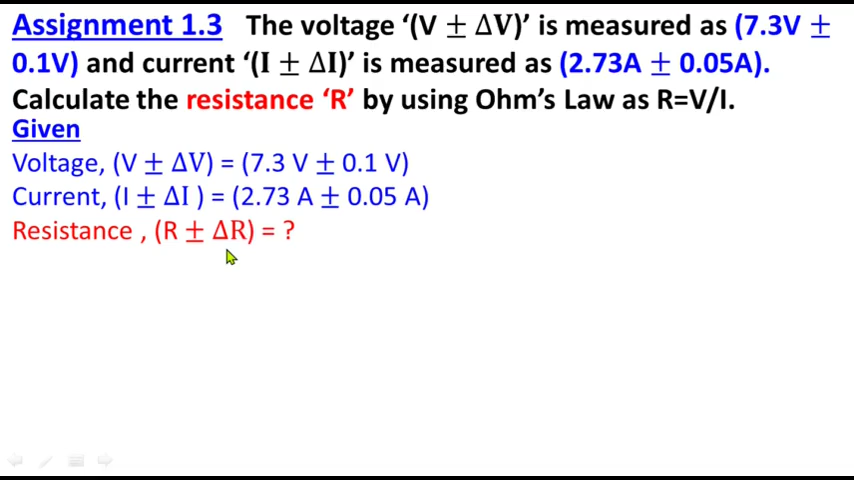 Assignment 1.3 The voltage ‘(V ± ΔV)’ is measured as (7.3V ±
0.1V) and current ‘(I ± ΔI)’ is measured as (2.73A ± 0.05A).
Calculate the resistance ‘R’ by using Ohm’s Law as R=V/I.
Given
Voltage, (V ± ΔV) = (7.3 V ± 0.1 V)
Current, (I ± ΔI ) = (2.73 A ± 0.05 A)
Resistance , (R ± ΔR) = ?